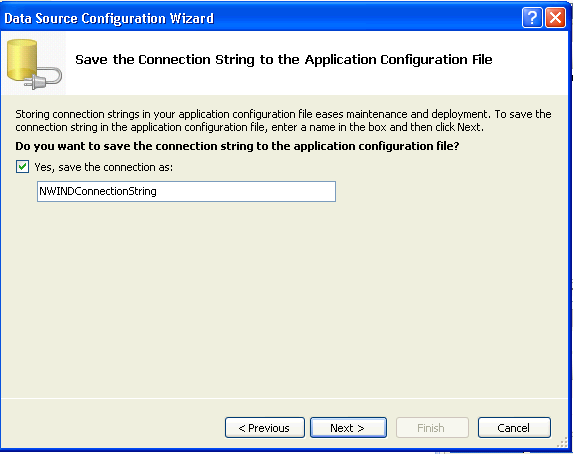 Data Source Configuration Wizard
?
Save the Connection String to the Application Configuration File
Storing connection strings in your application configuration file eases maintenance and deployment. To save the
connection string in the application configuration file, enter a name in the box and then click Next.
Do you want to save the connection string to the application configuration file?
Yes, save the connection as:
NWINDConnectionString
< Previous Next > Finish Cancel